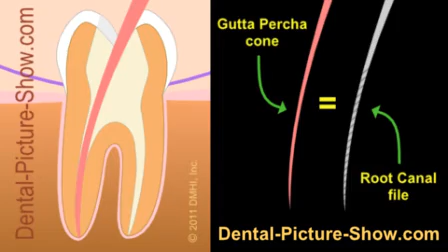 Dental-Picture-Show.com
© 2011 DMHI, Inc.
Gutta Percha
cone
=
Root Canal
file
Dental-Picture-Show.com